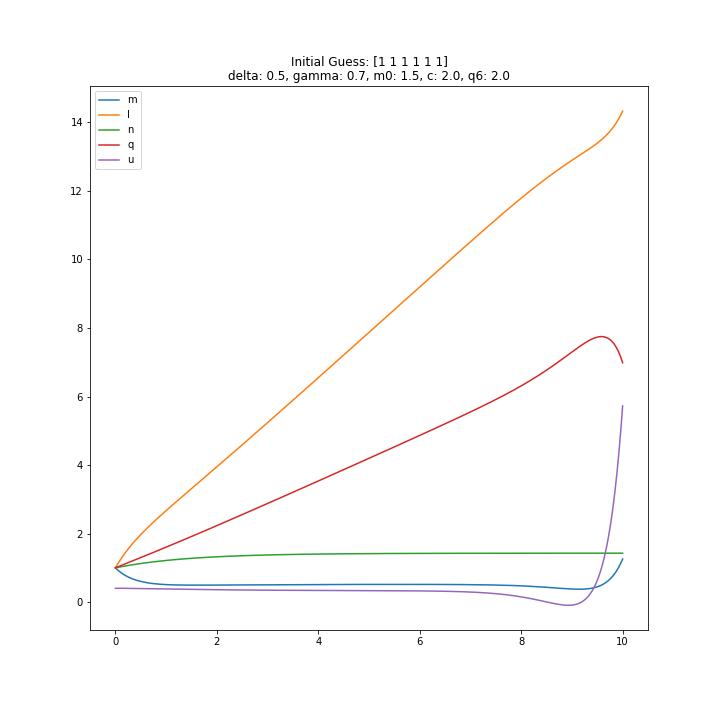 Initial Guess: [1 1 1 1 1 1]
delta: 0.5, gamma: 0.7, m0: 1.5, c: 2.0, q6: 2.0
m
l
n
q
u
14
12
10
8
6
4
2
0
0 2 4 6 8 10